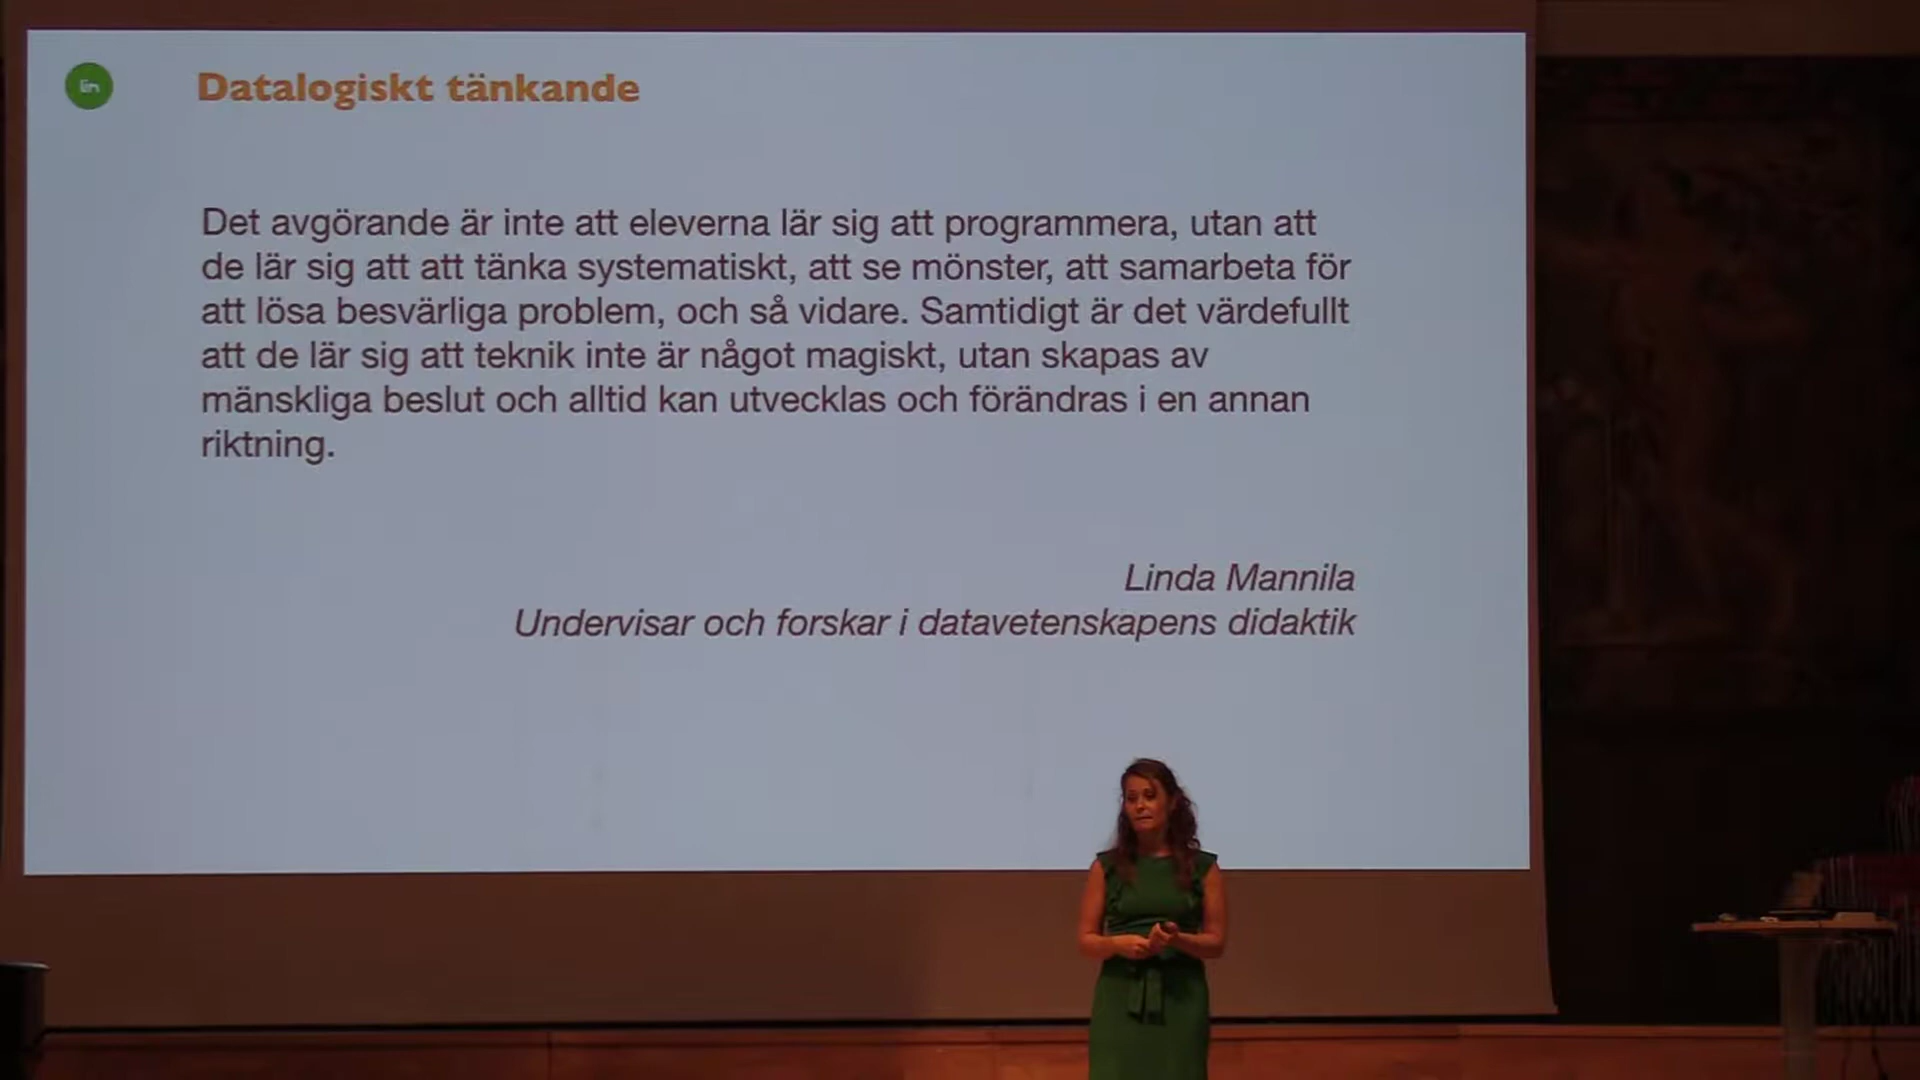 lin
Datalogiskt tänkande
Det avgörande är inte att eleverna lär sig att programmera, utan att
de lär sig att att tänka systematiskt, att se mönster, att samarbeta för
att lösa besvärliga problem, och så vidare. Samtidigt är det värdefullt
att de lär sig att teknik inte är något magiskt, utan skapas av
mänskliga beslut och alltid kan utvecklas och förändras i en annan
riktning.
Linda Mannila
Undervisar och forskar i datavetenskapens didaktik